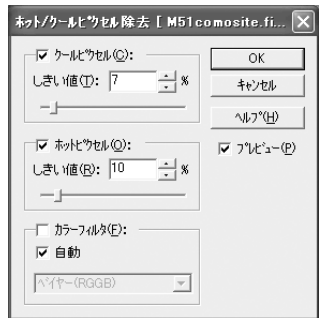 ホット/クールピクセル除去 [ M51comosite.fi...
クールピクセル(C):
しきい値(T): 7 %
ホットピクセル(O):
しきい値(R): 10 %
カラーフィルタ(F):
自動
ベイヤー(RGGB)
OK
キャンセル
ヘルプ(H)
プレビュー(P)